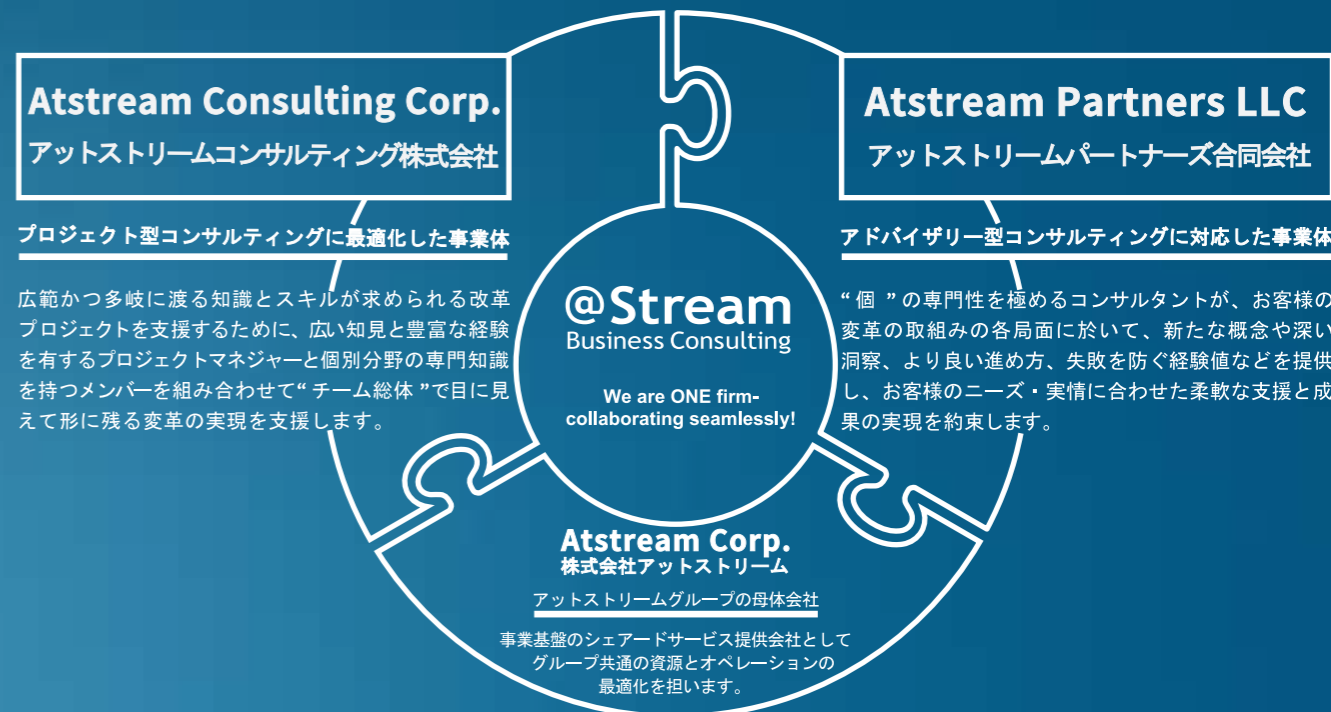 Atstream Consulting Corp.
アットストリームコンサルティング株式会社
プロジェクト型コンサルティングに最適化した事業体
広範かつ多岐に渡る知識とスキルが求められる改革
プロジェクトを支援するために、広い知見と豊富な経験
を有するプロジェクトマネジャーと個別分野の専門知識
を持つメンバーを組み合わせて“チーム総体”で目に見
えて形に残る変革の実現を支援します。
Atstream Partners LLC
アットストリームパートナーズ合同会社
アドバイザリー型コンサルティングに対応した事業体
“個”の専門性を極めるコンサルタントが、お客様の
変革の取組みの各局面に於いて、新たな概念や深い
洞察、より良い進め方、失敗を防ぐ経験値などを提供
し、お客様のニーズ・実情に合わせた柔軟な支援と成
果の実現を約束します。
@Stream
Business Consulting
We are ONE firm-
collaborating seamlessly!
Atstream Corp.
株式会社アットストリーム
アットストリームグループの母体会社
事業基盤のシェアードサービス提供会社として
グループ共通の資源とオペレーションの
最適化を担います。